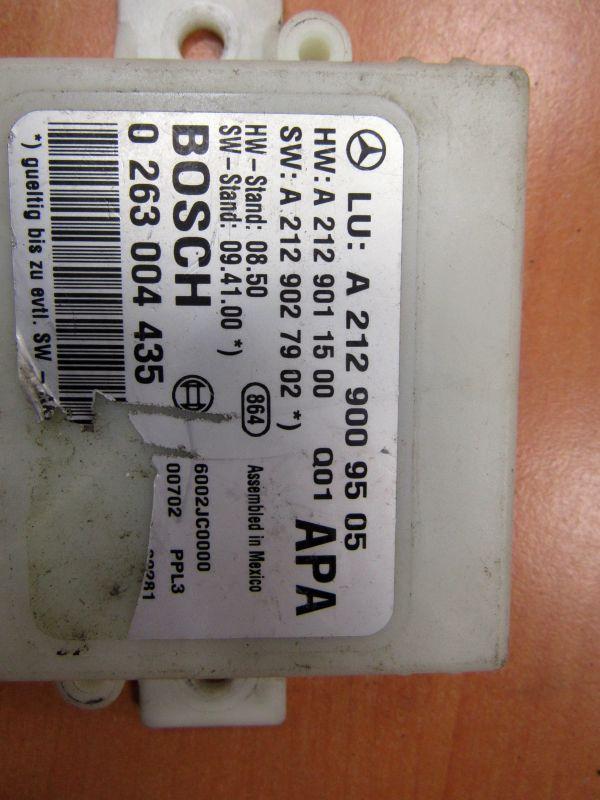 LU: A 212 900 95 05
HW: A 212 901 15 00 Q01
SW: A 212 902 79 02 *)
APA
HW-Stand: 08.50
SW-Stand: 09.41.00 *)
864
Assembled in Mexico
BOSCH
6002JC0000
0 263 004 435
00702 PPL3
*) gueltig bis zu evtl. SW -